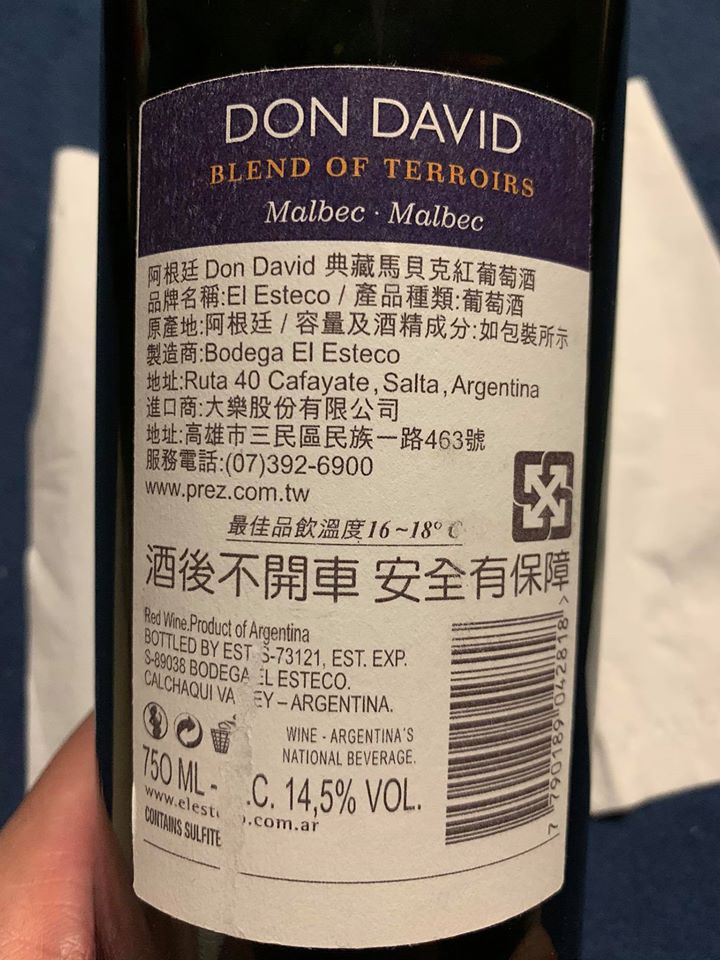 DON DAVID
BLEND OF TERROIRS
Malbec · Malbec
阿根廷 Don David 典藏馬貝克紅葡萄酒
品牌名稱:El Esteco / 產品種類:葡萄酒
原產地:阿根廷 / 容量及酒精成分:如包裝所示
製造商:Bodega El Esteco
地址:Ruta 40 Cafayate, Salta, Argentina
進口商:大樂股份有限公司
地址:高雄市三民區民族一路463號
服務電話:(07)392-6900
www.prez.com.tw
最佳品飲溫度16~18° C
酒後不開車 安全有保障
Red Wine.Product of Argentina
BOTTLED BY EST S-73121, EST. EXP.
S-89038 BODEGA EL ESTECO.
CALCHAQUI VA EY – ARGENTINA.
WINE - ARGENTINA'S
NATIONAL BEVERAGE.
750 ML - .C. 14,5% VOL.
www.elest .com.ar
CONTAINS SULFITE
7 790189 042818 >